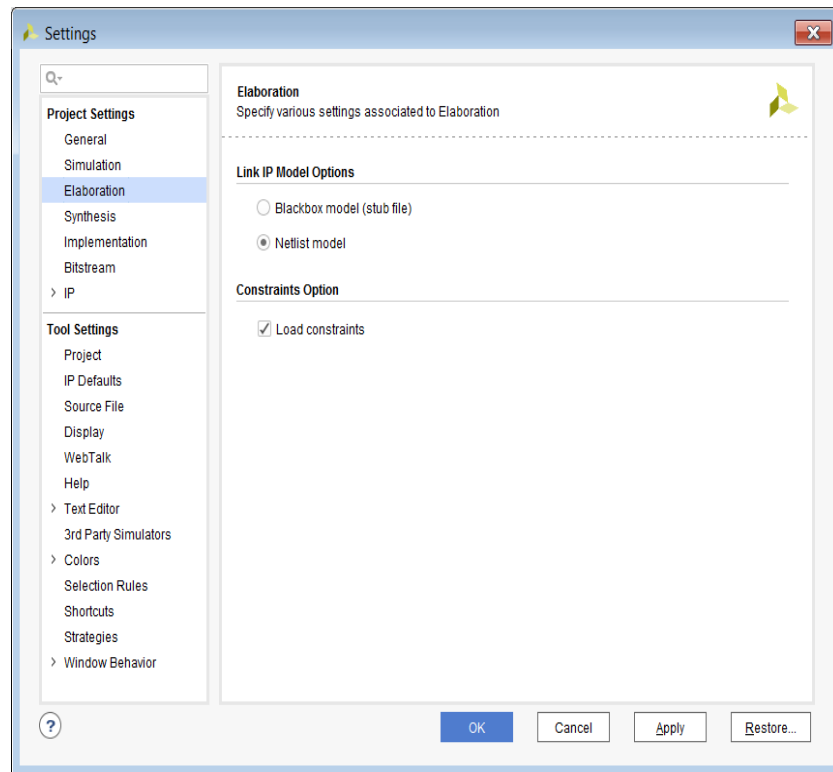 Settings
Project Settings
General
Simulation
Elaboration
Synthesis
Implementation
Bitstream
IP
Tool Settings
Project
IP Defaults
Source File
Display
WebTalk
Help
Text Editor
3rd Party Simulators
Colors
Selection Rules
Shortcuts
Strategies
Window Behavior
Elaboration
Specify various settings associated to Elaboration
Link IP Model Options
Blackbox model (stub file)
Netlist model
Constraints Option
Load constraints
?
OK
Cancel
Apply
Restore...